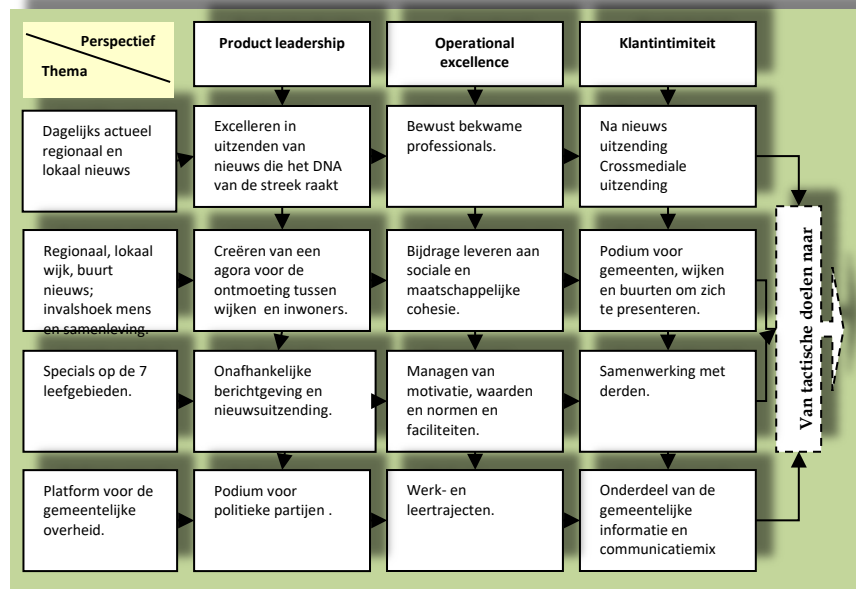 Perspectief
Thema
Product leadership
Operational
excellence
Klantintimiteit
Dagelijks actueel
regionaal en
lokaal nieuws
Excelleren in
uitzenden van
nieuws die het DNA
van de streek raakt
Bewust bekwame
professionals.
Na nieuws
uitzending
Crossmediale
uitzending
Regionaal, lokaal
wijk, buurt
nieuws;
invalshoek mens
en samenleving.
Creëren van een
agora voor de
ontmoeting tussen
wijken en inwoners.
Bijdrage leveren aan
sociale en
maatschappelijke
cohesie.
Podium voor
gemeenten, wijken
en buurten om zich
te presenteren.
Specials op de 7
leefgebieden.
Onafhankelijke
berichtgeving en
nieuwsuitzending.
Managen van
motivatie, waarden
en normen en
faciliteiten.
Samenwerking met
derden.
Platform voor de
gemeentelijke
overheid.
Podium voor
politieke partijen .
Werk- en
leertrajecten.
Onderdeel van de
gemeentelijke
informatie en
communicatiemix
Van tactische doelen naar